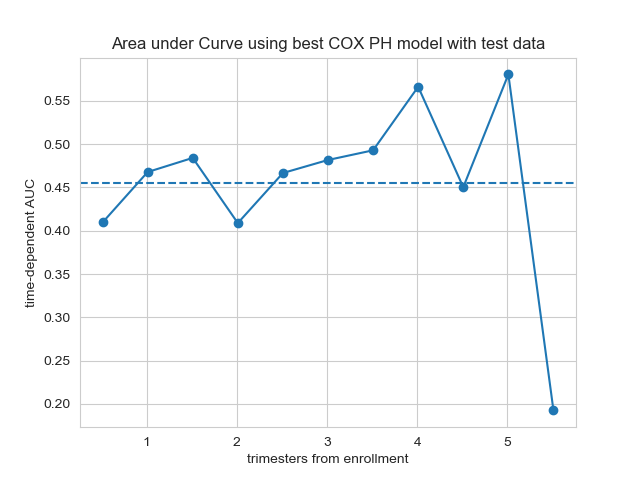 Area under Curve using best COX PH model with test data
time-dependent AUC
0.55
0.50
0.45
0.40
0.35
0.30
0.25
0.20
1 2 3 4 5
trimesters from enrollment